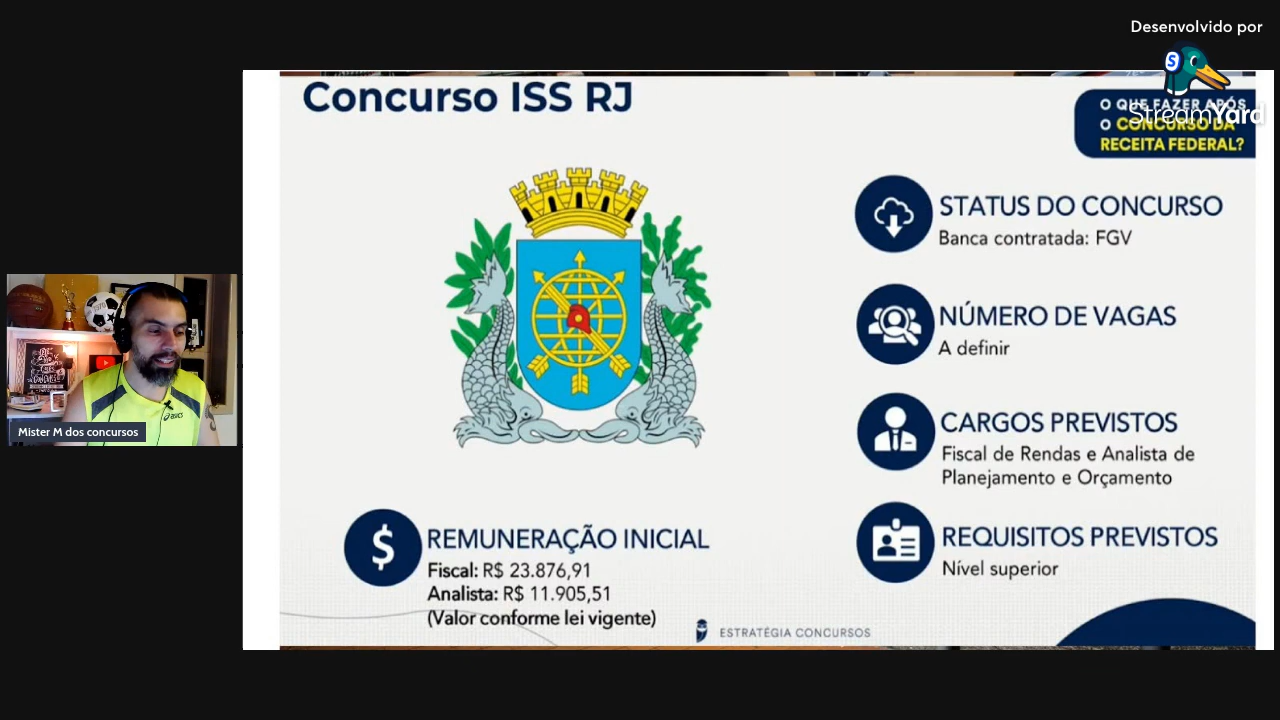 Desenvolvido por
StreamYard
Concurso ISS RJ
O QUE FAZER APÓS
O CONCURSO DA
RECEITA FEDERAL?
STATUS DO CONCURSO
Banca contratada: FGV
NÚMERO DE VAGAS
A definir
CARGOS PREVISTOS
Fiscal de Rendas e Analista de
Planejamento e Orçamento
REQUISITOS PREVISTOS
Nível superior
REMUNERAÇÃO INICIAL
Fiscal: R$ 23.876,91
Analista: R$ 11.905,51
(Valor conforme lei vigente)
ESTRATÉGIA CONCURSOS
Mister M dos concursos
asics